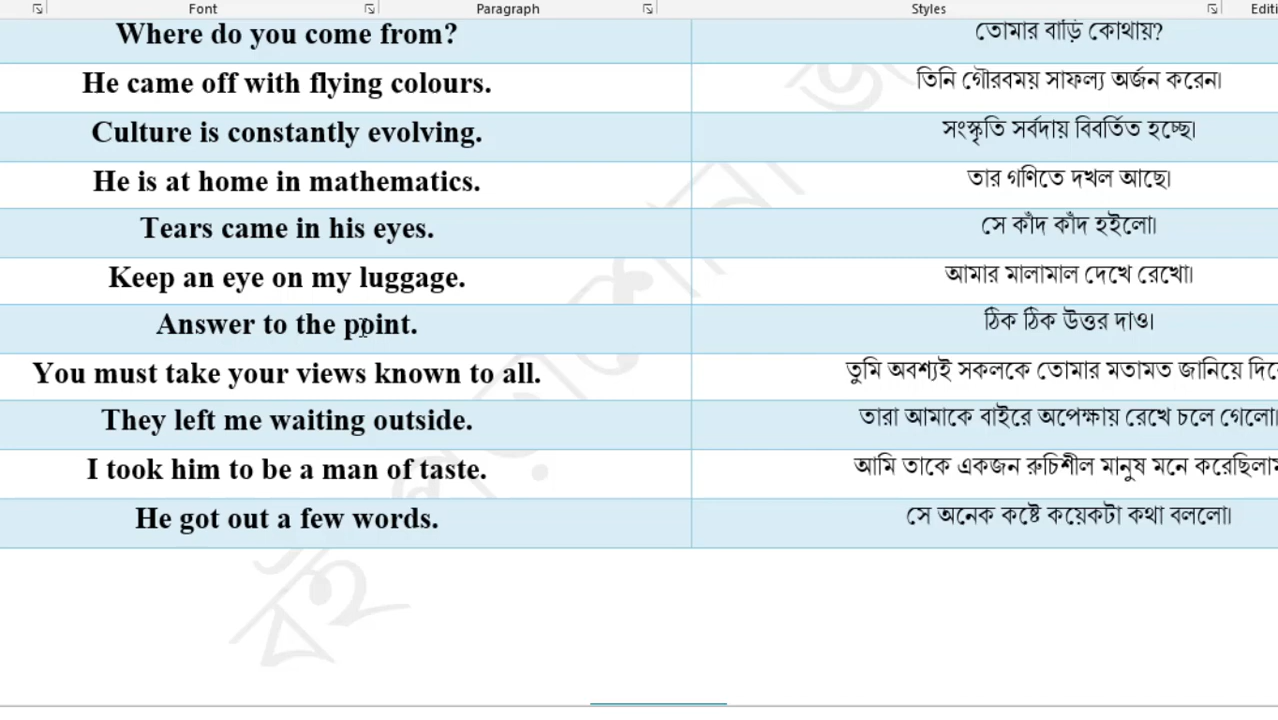 Font Paragraph Styles
Where do you come from? তোমার বাড়ি কোথায়?
He came off with flying colours. তিনি গৌরবময় সাফল্য অর্জন করেন।
Culture is constantly evolving. সংস্কৃতি সর্বদায় বিবর্তিত হচ্ছে।
He is at home in mathematics. তার গণিতে দখল আছে।
Tears came in his eyes. সে কাঁদ কাঁদ হইলো।
Keep an eye on my luggage. আমার মালামাল দেখে রেখো।
Answer to the point. ঠিক ঠিক উত্তর দাও।
You must take your views known to all. তুমি অবশ্যই সকলকে তোমার মতামত জানিয়ে
They left me waiting outside. তারা আমাকে বাইরে অপেক্ষায় রেখে চলে গেলো।
I took him to be a man of taste. আমি তাকে একজন রুচিশীল মানুষ মনে
He got out a few words. সে অনেক কষ্টে কয়েকটা কথা বললো।